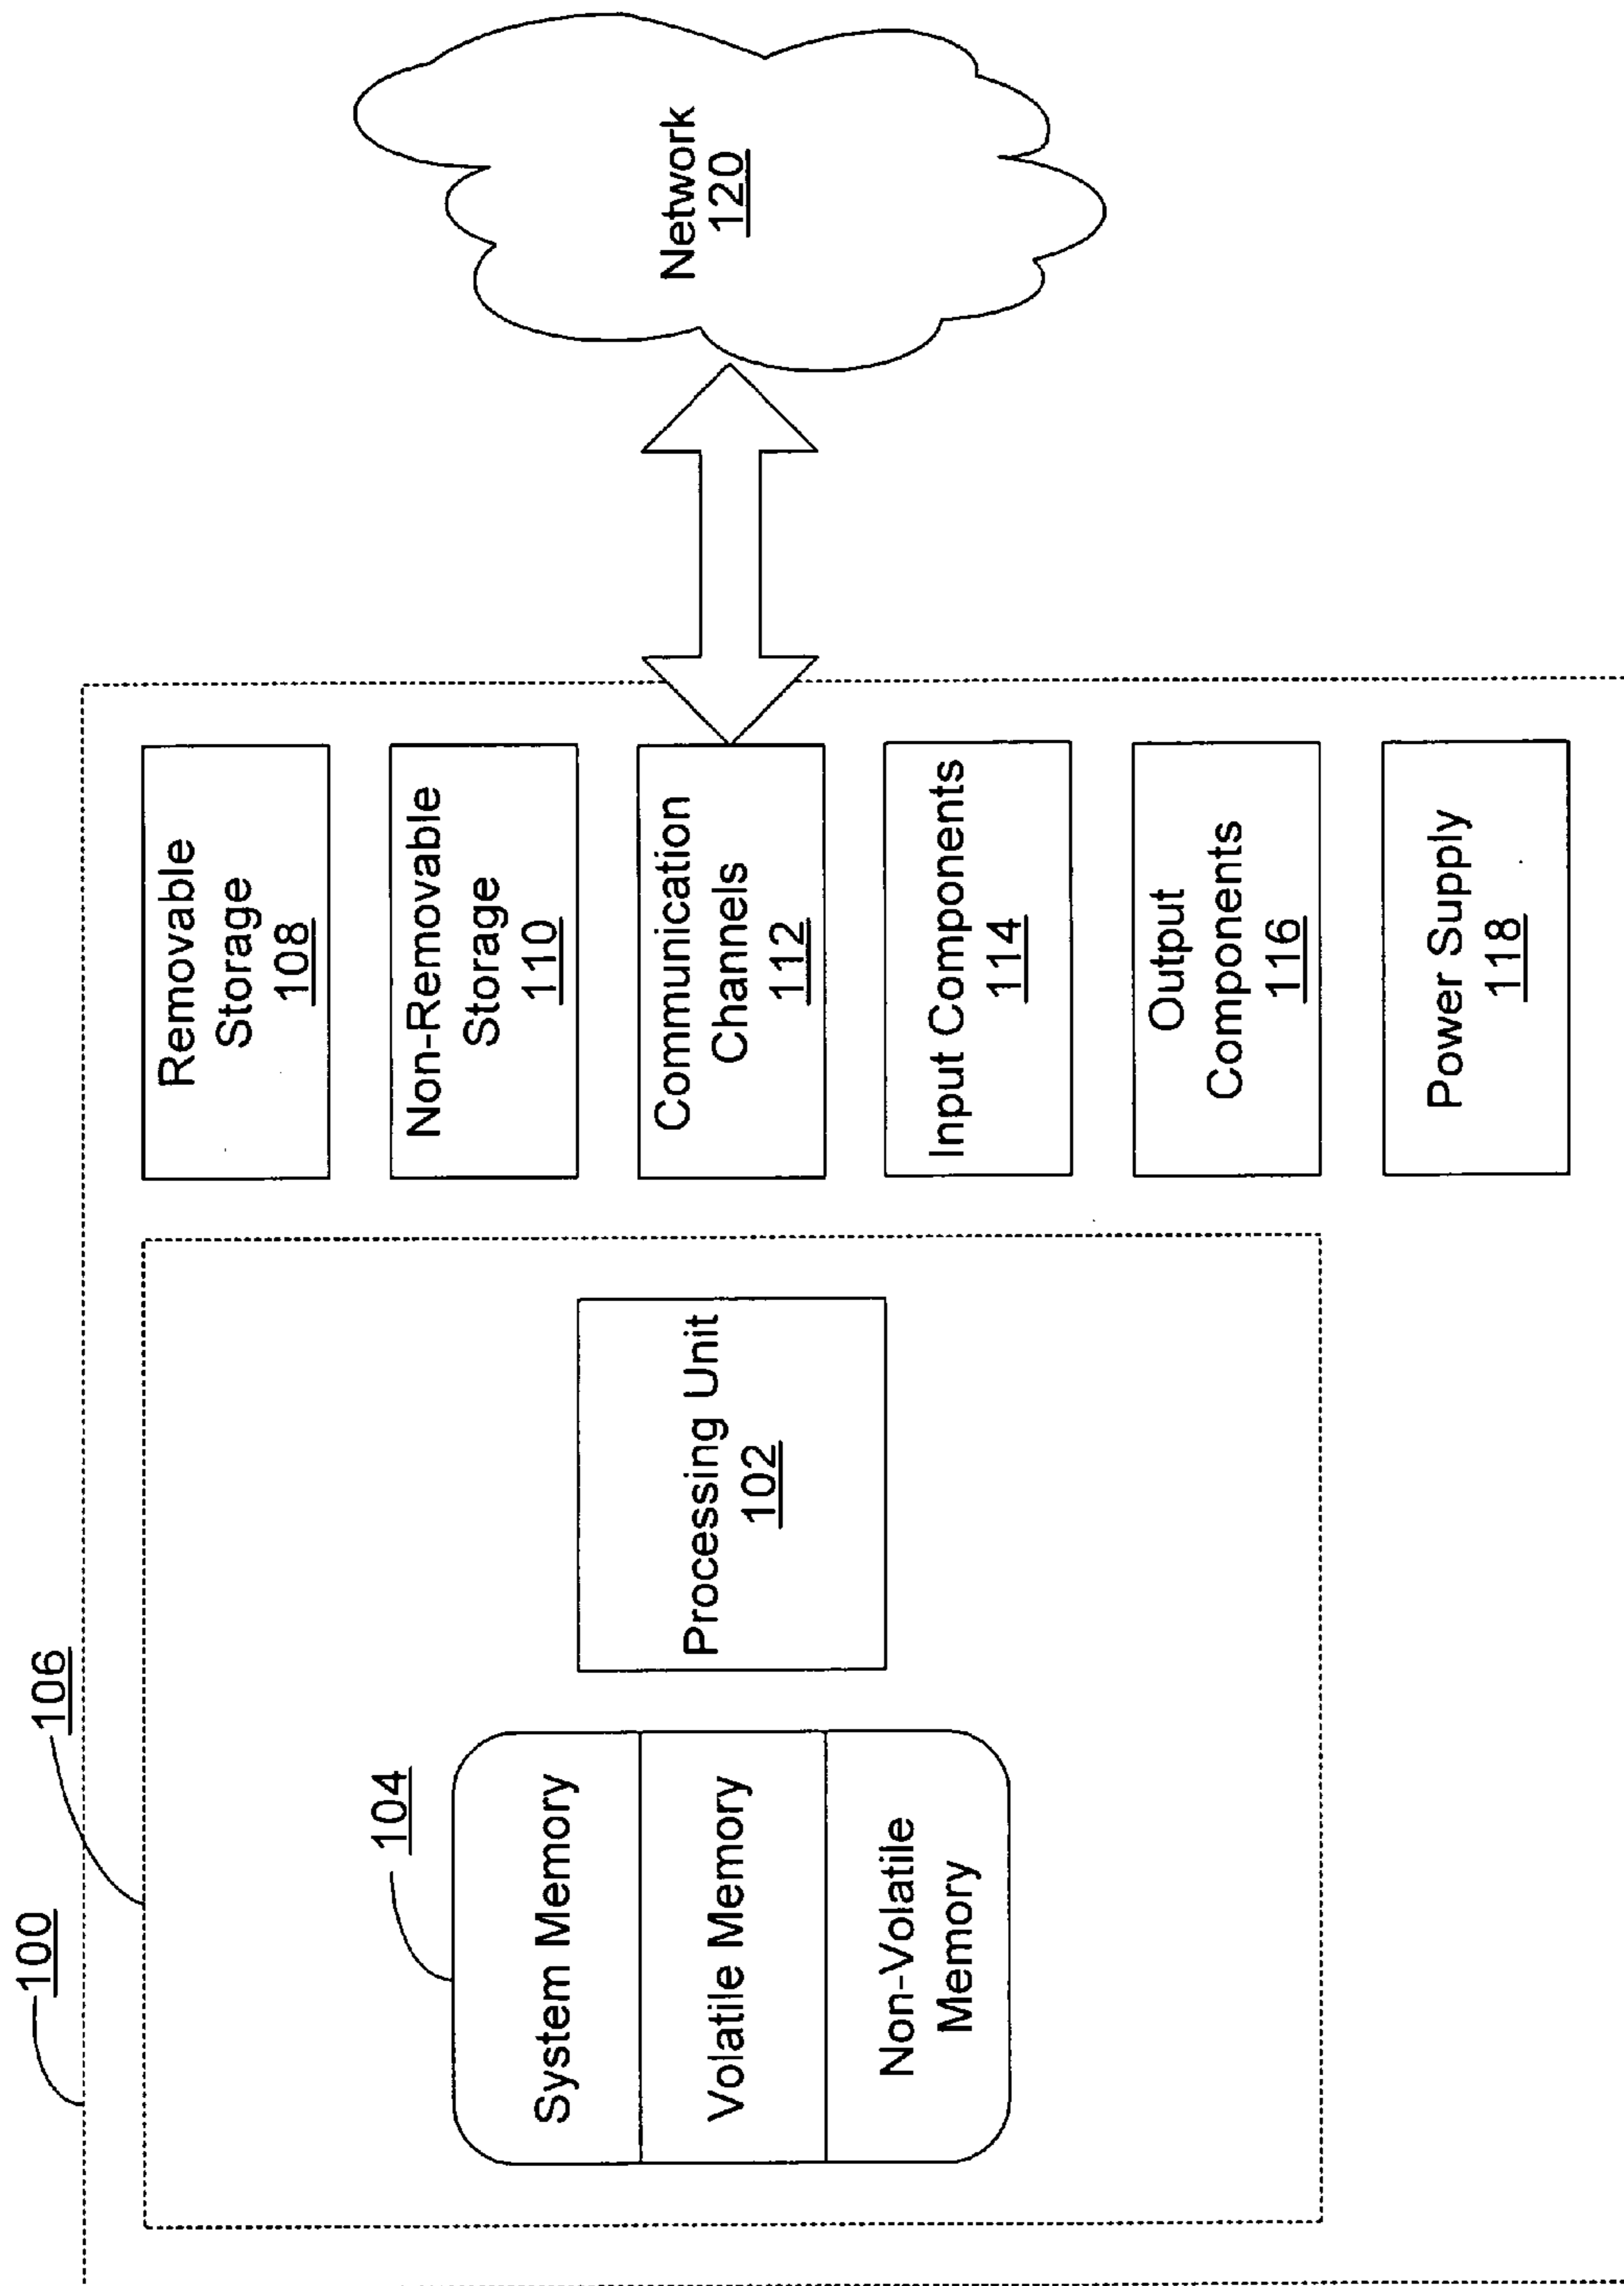 100
106
104
System Memory
Volatile Memory
Non-Volatile
Memory
Processing Unit
102
Removable
Storage
108
Non-Removable
Storage
110
Communication
Channels
112
Input Components
114
Output
Components
116
Power Supply
118
Network
120